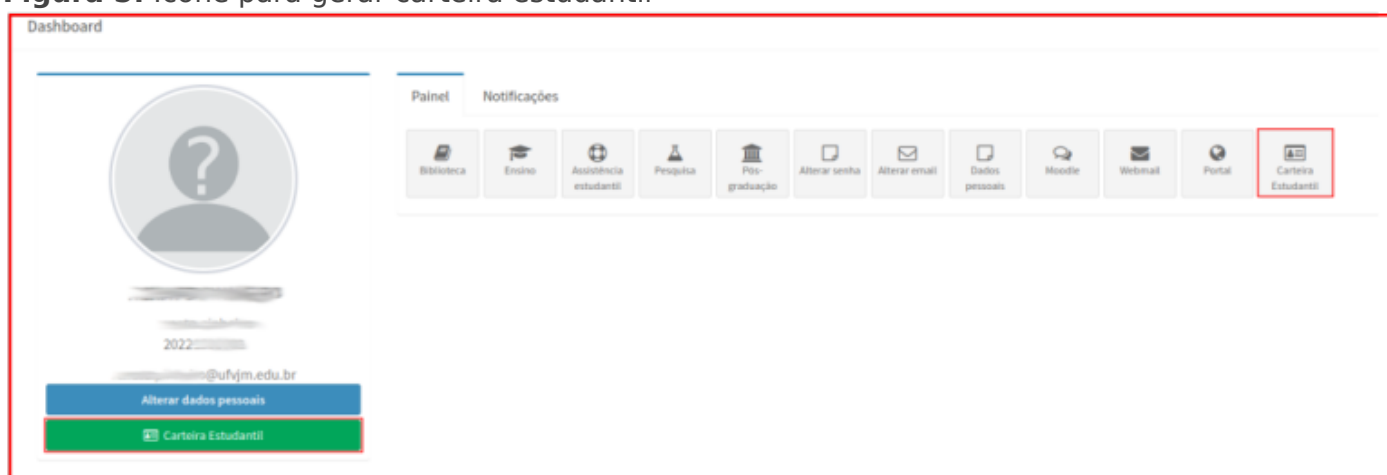 Dashboard
Painel Notificações
Biblioteca
Ensino
Assistência
estudantil
Pesquisa
Pós-
graduação
Alterar senha
Alterar email
Dados
pessoais
Moodle
Webmail
Portal
Carteira
Estudantil
2022
@ufvjm.edu.br
Alterar dados pessoais
Carteira Estudantil